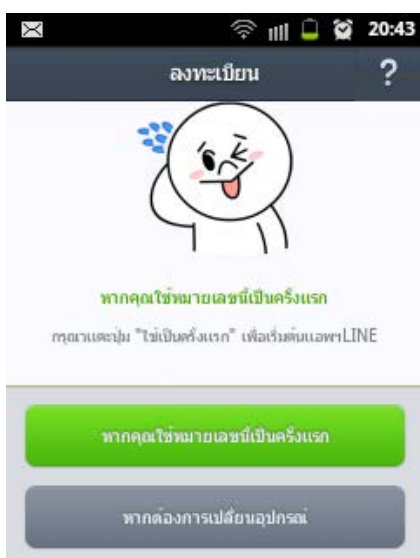 20:43
ลงทะเบียน
?
หากคุณใช้หมายเลขนี้เป็นครั้งแรก
กรุณาแตะปุ่ม "ใช้เป็นครั้งแรก" เพื่อเริ่มต้นแอพฯLINE
หากคุณใช้หมายเลขนี้เป็นครั้งแรก
หากต้องการเปลี่ยนอุปกรณ์